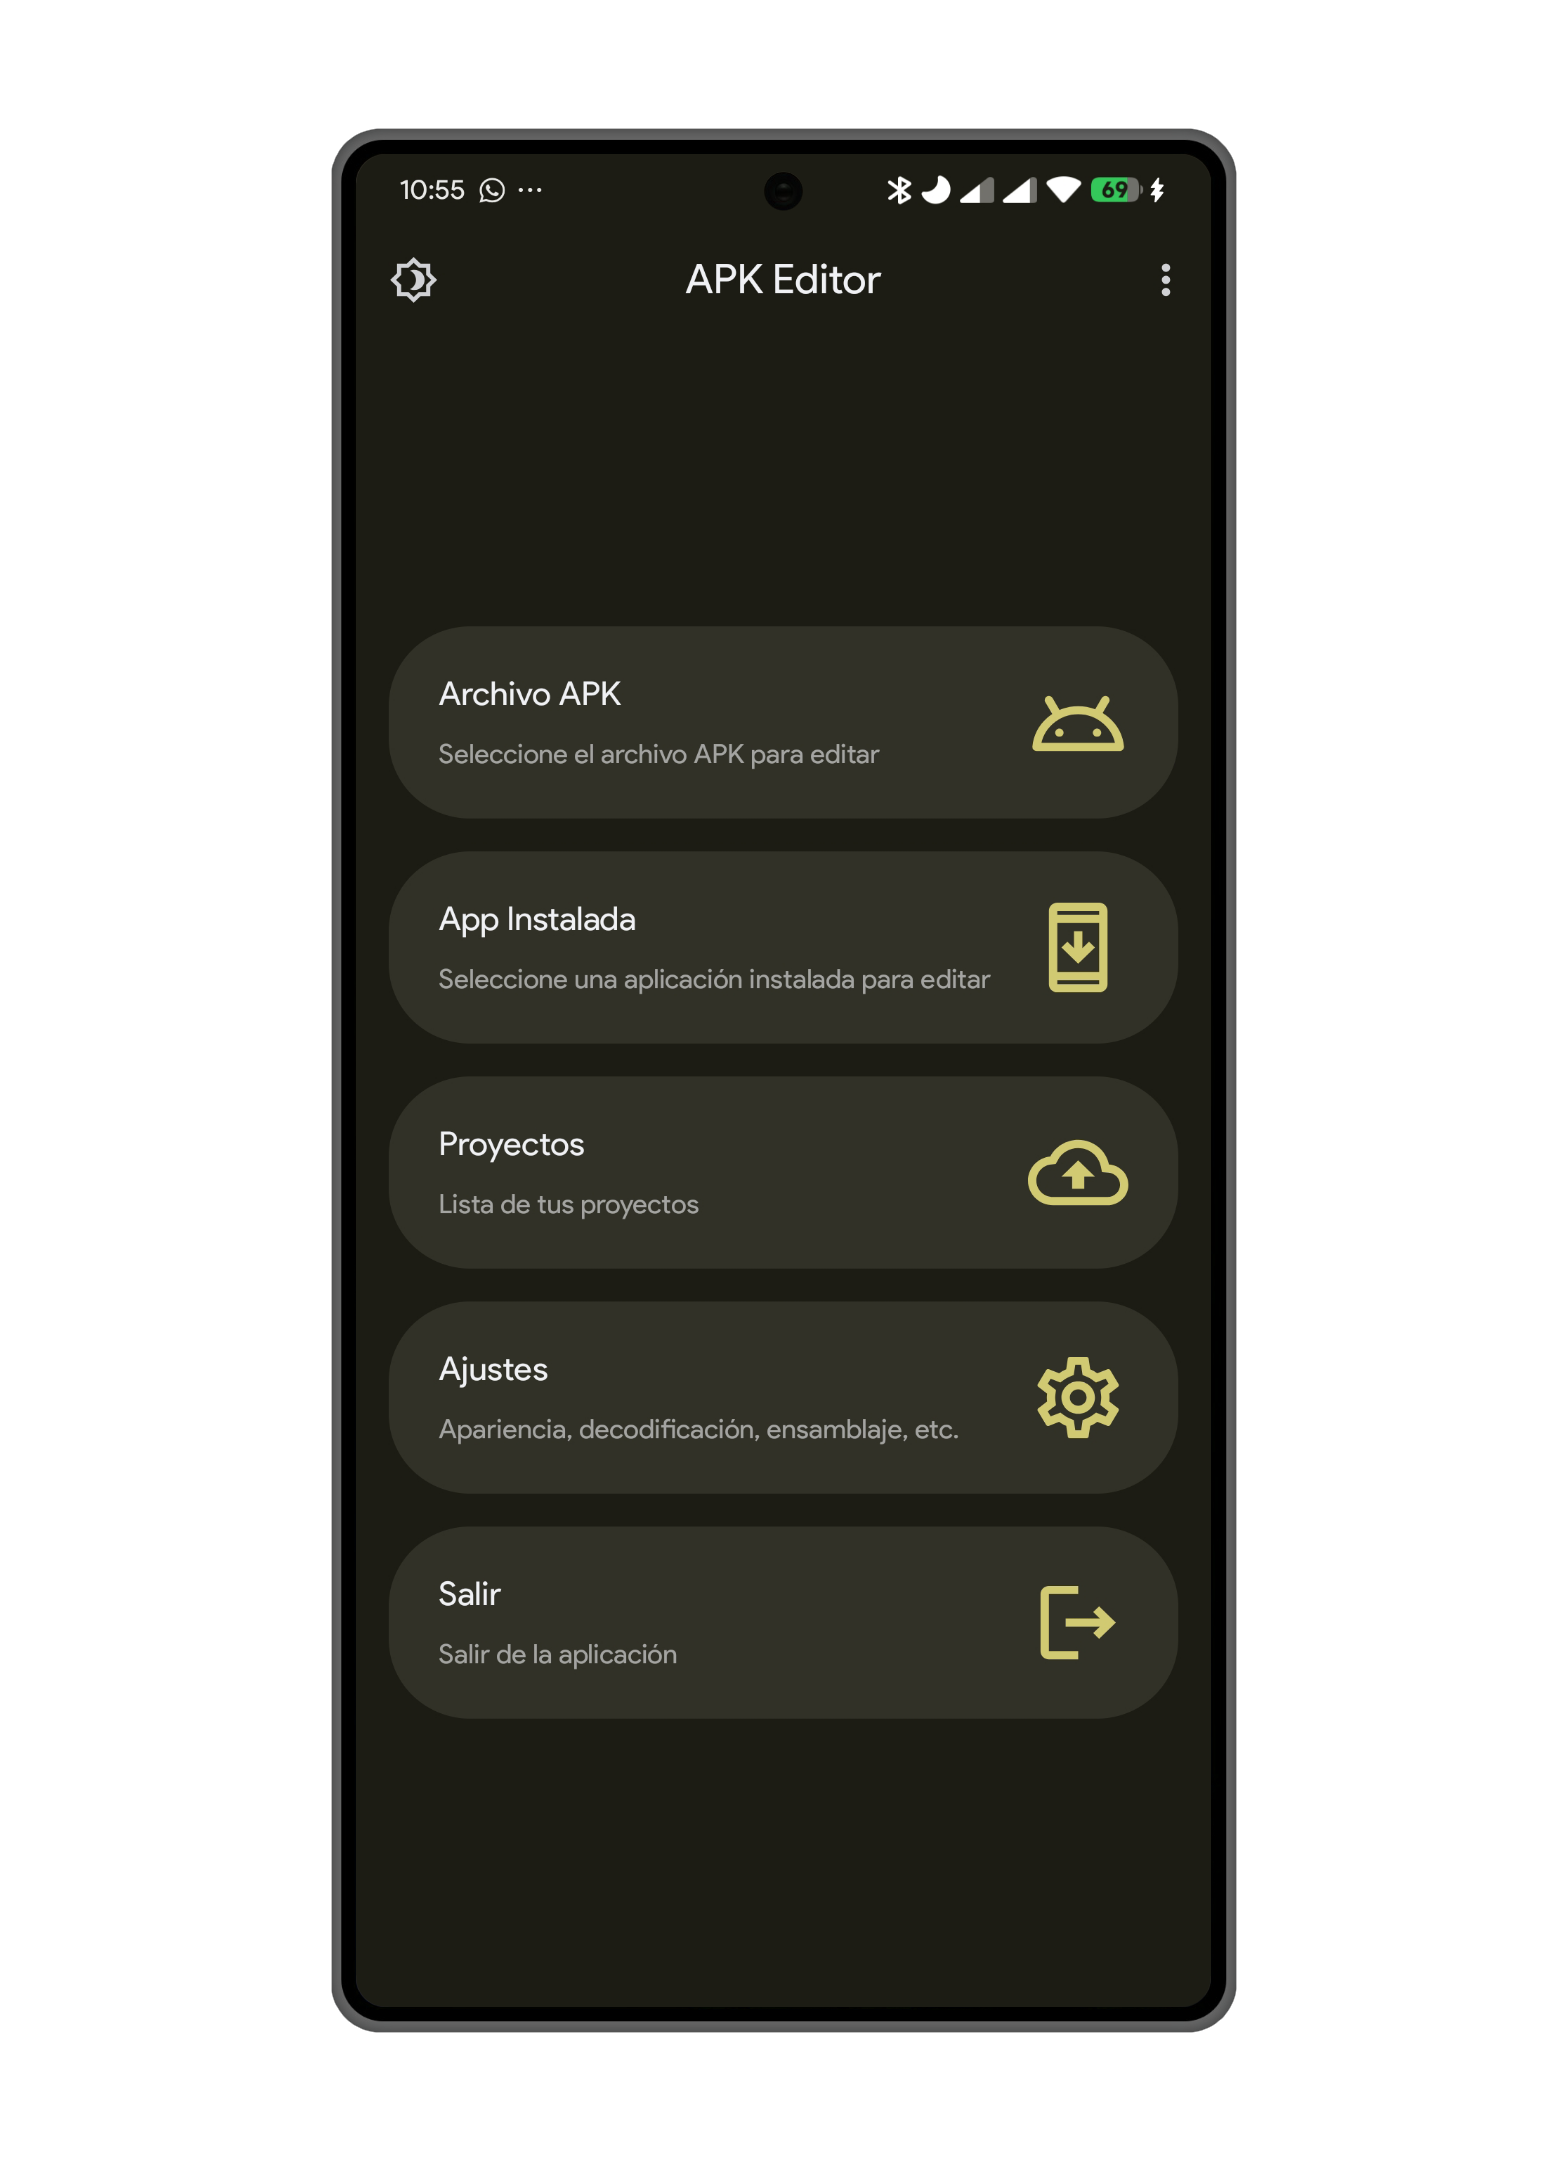 10:55
69
APK Editor
Archivo APK
Seleccione el archivo APK para editar
App Instalada
Seleccione una aplicación instalada para editar
Proyectos
Lista de tus proyectos
Ajustes
Apariencia, decodificación, ensamblaje, etc.
Salir
Salir de la aplicación